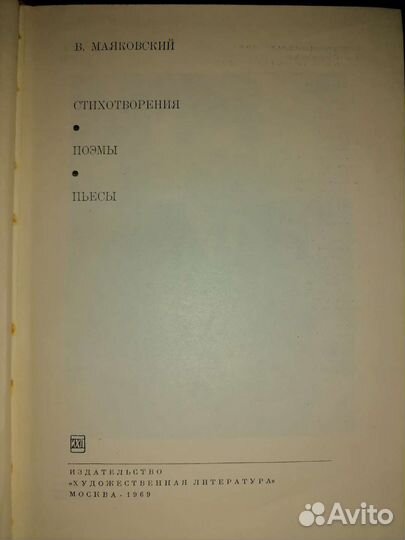 В. МАЯКОВСКИЙ
СТИХОТВОРЕНИЯ
•
ПОЭМЫ
•
ПЬЕСЫ
ИЗДАТЕЛЬСТВО
«ХУДОЖЕСТВЕННАЯ ЛИТЕРАТУРА»
МОСКВА · 1969
Avito